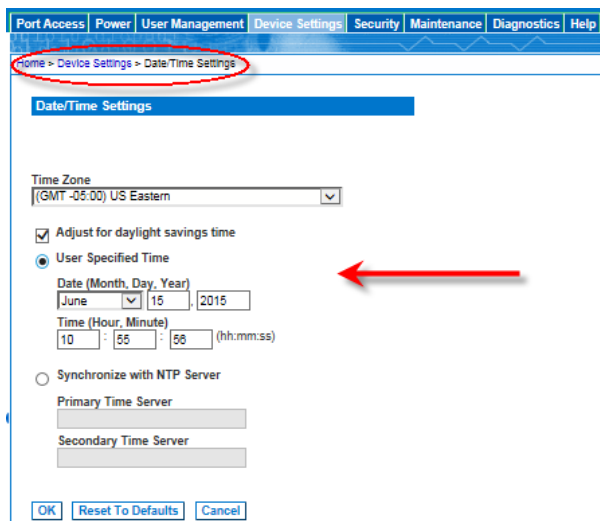 Port Access Power User Management Device Settings Security Maintenance Diagnostics Help
Home > Device Settings > Date/Time Settings
Date/Time Settings
Time Zone
(GMT -05:00) US Eastern
Adjust for daylight savings time
User Specified Time
Date (Month, Day, Year)
June 15 , 2015
Time (Hour, Minute)
10 : 55 : 56 (hh:mm:ss)
Synchronize with NTP Server
Primary Time Server
Secondary Time Server
OK Reset To Defaults Cancel